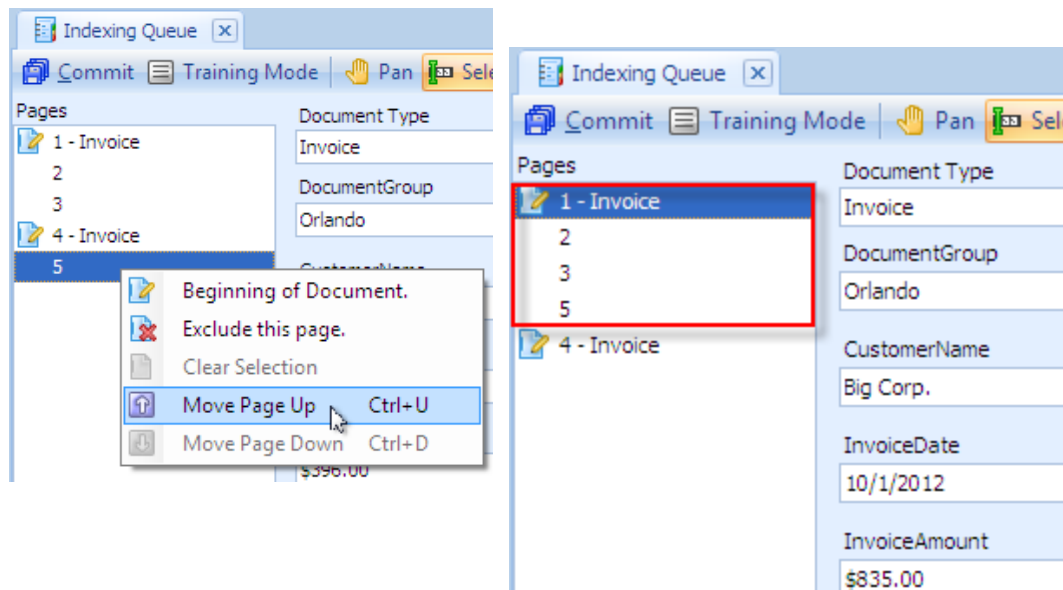 Indexing Queue
Commit Training Mode Pan Sele
Pages
1 - Invoice
2
3
4 - Invoice
5
Document Type
Invoice
DocumentGroup
Orlando
CustomerName
Beginning of Document.
Exclude this page.
Clear Selection
Move Page Up Ctrl+U
Move Page Down Ctrl+D
$396.00
Indexing Queue
Commit Training Mode Pan Sel
Pages
1 - Invoice
2
3
5
4 - Invoice
Document Type
Invoice
DocumentGroup
Orlando
CustomerName
Big Corp.
InvoiceDate
10/1/2012
InvoiceAmount
$835.00